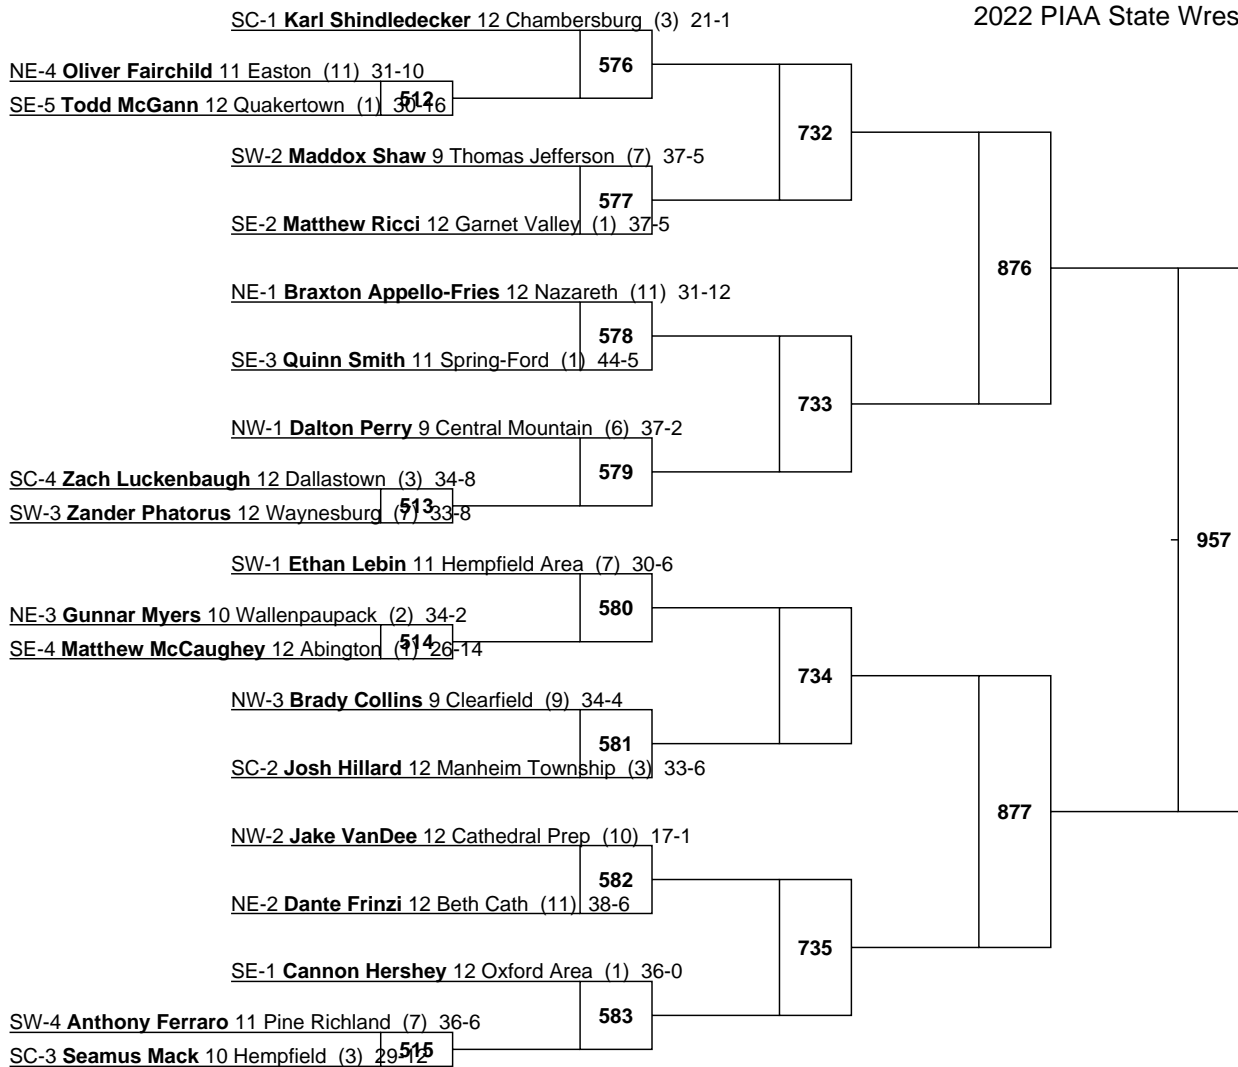 SC-1 Karl Shindledecker 12 Chambersburg (3) 21-1
2022 PIAA State Wres
NE-4 Oliver Fairchild 11 Easton (11) 31-10
576
SE-5 Todd McGann 12 Quakertown (1) 30-16
512
732
SW-2 Maddox Shaw 9 Thomas Jefferson (7) 37-5
577
SE-2 Matthew Ricci 12 Garnet Valley (1) 37-5
876
NE-1 Braxton Appello-Fries 12 Nazareth (11) 31-12
578
SE-3 Quinn Smith 11 Spring-Ford (1) 44-5
733
NW-1 Dalton Perry 9 Central Mountain (6) 37-2
579
SC-4 Zach Luckenbaugh 12 Dallastown (3) 34-8
513
SW-3 Zander Phatorus 12 Waynesburg (7) 33-8
957
SW-1 Ethan Lebin 11 Hempfield Area (7) 30-6
580
NE-3 Gunnar Myers 10 Wallenpaupack (2) 34-2
514
SE-4 Matthew McCaughey 12 Abington (1) 26-14
734
NW-3 Brady Collins 9 Clearfield (9) 34-4
581
SC-2 Josh Hillard 12 Manheim Township (3) 33-6
877
NW-2 Jake VanDee 12 Cathedral Prep (10) 17-1
582
NE-2 Dante Frinzi 12 Beth Cath (11) 38-6
735
SE-1 Cannon Hershey 12 Oxford Area (1) 36-0
583
SW-4 Anthony Ferraro 11 Pine Richland (7) 36-6
515
SC-3 Seamus Mack 10 Hempfield (3) 29-12